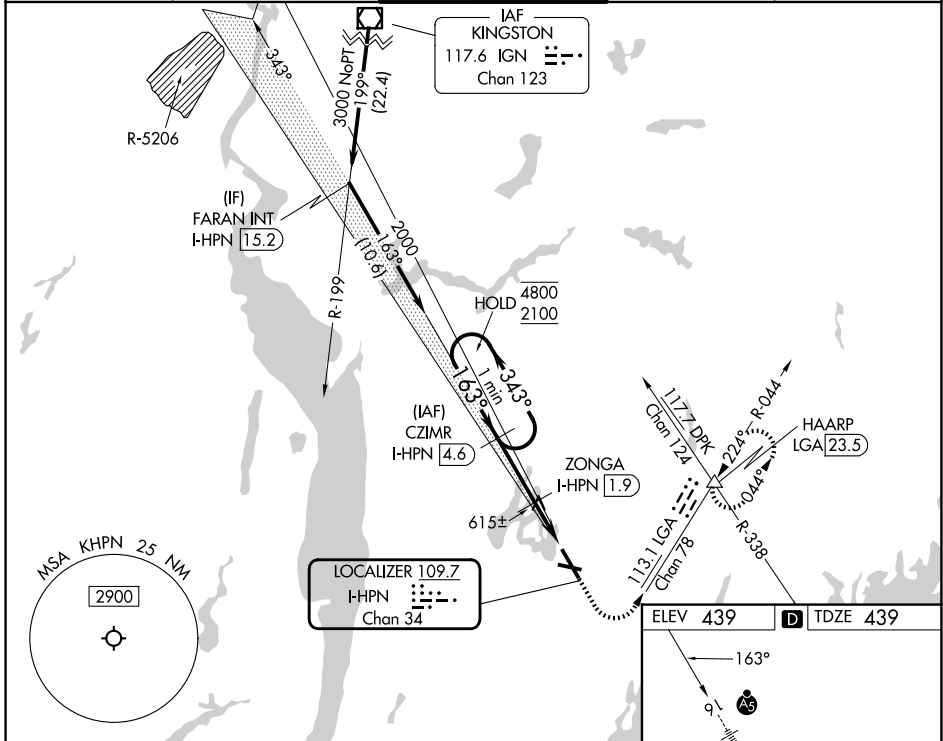 IAF
KINGSTON
117.6 IGN
Chan 123
343°
3000 NoPT
199°
(22.4)
R-5206
(IF)
FARAN INT
I-HPN 15.2
2000
163°
(10.6)
R-199
HOLD
4800
2100
1 min
343°
163°
(IAF)
CZIMR
I-HPN 4.6
117.7 DPK
Chan 124
224°
R-044
HAARP
LGA 23.5
044°
ZONGA
I-HPN 1.9
615±
113.1 LGA
Chan 78
R-338
MSA KHPN 25 NM
2900
LOCALIZER 109.7
I-HPN
Chan 34
ELEV 439
D
TDZE 439
163°
16
A5